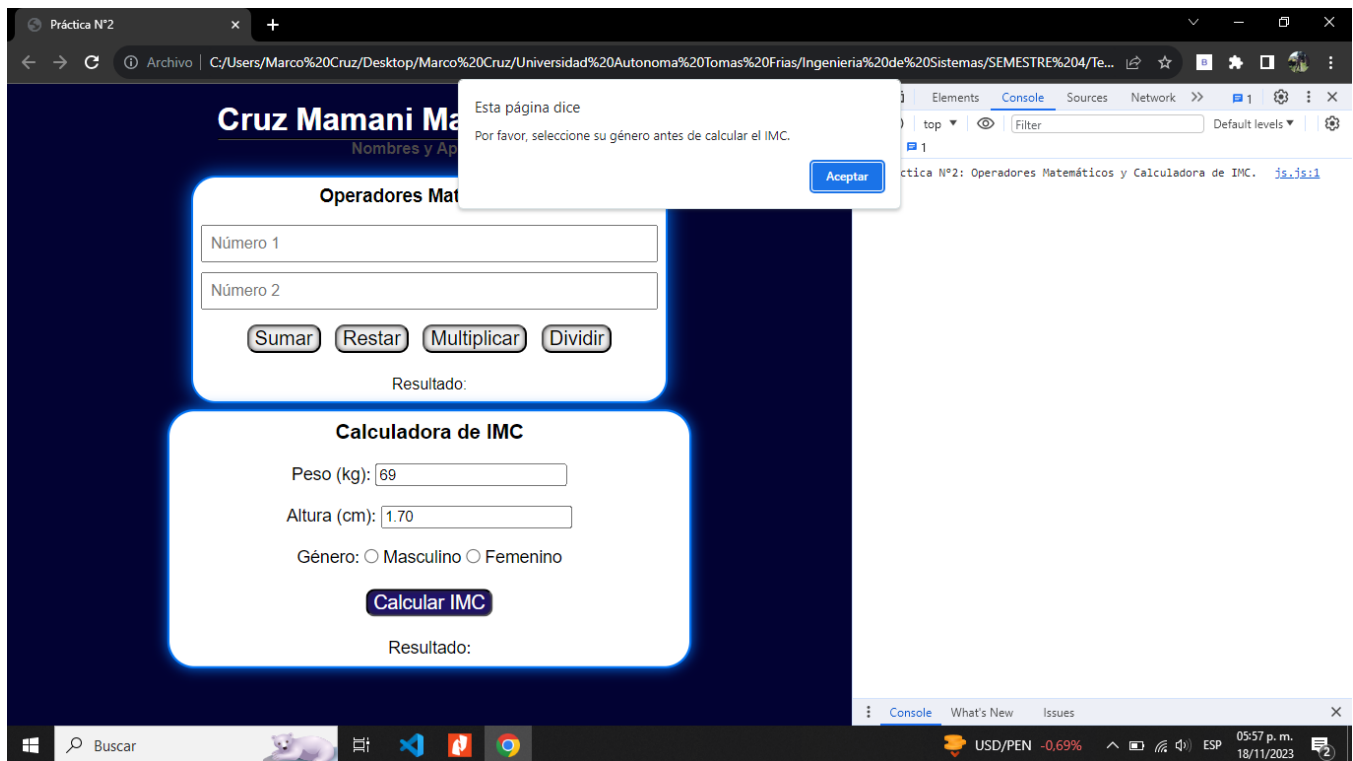 Práctica N°2
Archivo C:/Users/Marco%20Cruz/Desktop/Marco%20Cruz/Universidad%20Autonoma%20Tomas%20Frias/Ingenieria%20de%20Sistemas/SEMESTRE%204/Te...
Esta página dice
Por favor, seleccione su género antes de calcular el IMC.
Aceptar
Cruz Mamani Ma
Nombres y Ap
Operadores Mat
Número 1
Número 2
Sumar Restar Multiplicar Dividir
Resultado:
Calculadora de IMC
Peso (kg): 69
Altura (cm): 1.70
Género: Masculino Femenino
Calcular IMC
Resultado:
Elements Console Sources Network 1
top Filter Default levels
1
ctica N°2: Operadores Matemáticos y Calculadora de IMC. js.js:1
Console What's New Issues
Buscar
USD/PEN -0,69% ESP 05:57 p. m.
18/11/2023
2